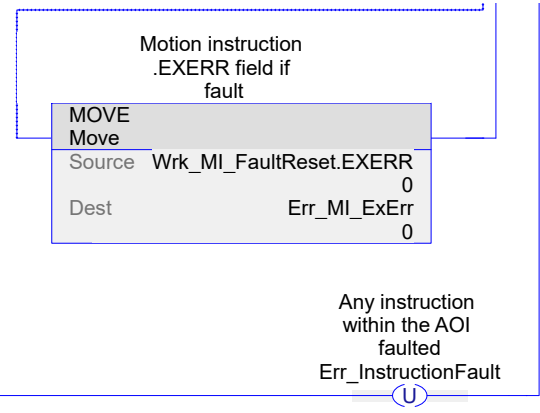 Motion instruction
.EXERR field if
fault
MOVE
Move
Source Wrk_MI_FaultReset.EXERR
0
Dest Err_MI_ExErr
0
Any instruction
within the AOI
faulted
Err_InstructionFault
U